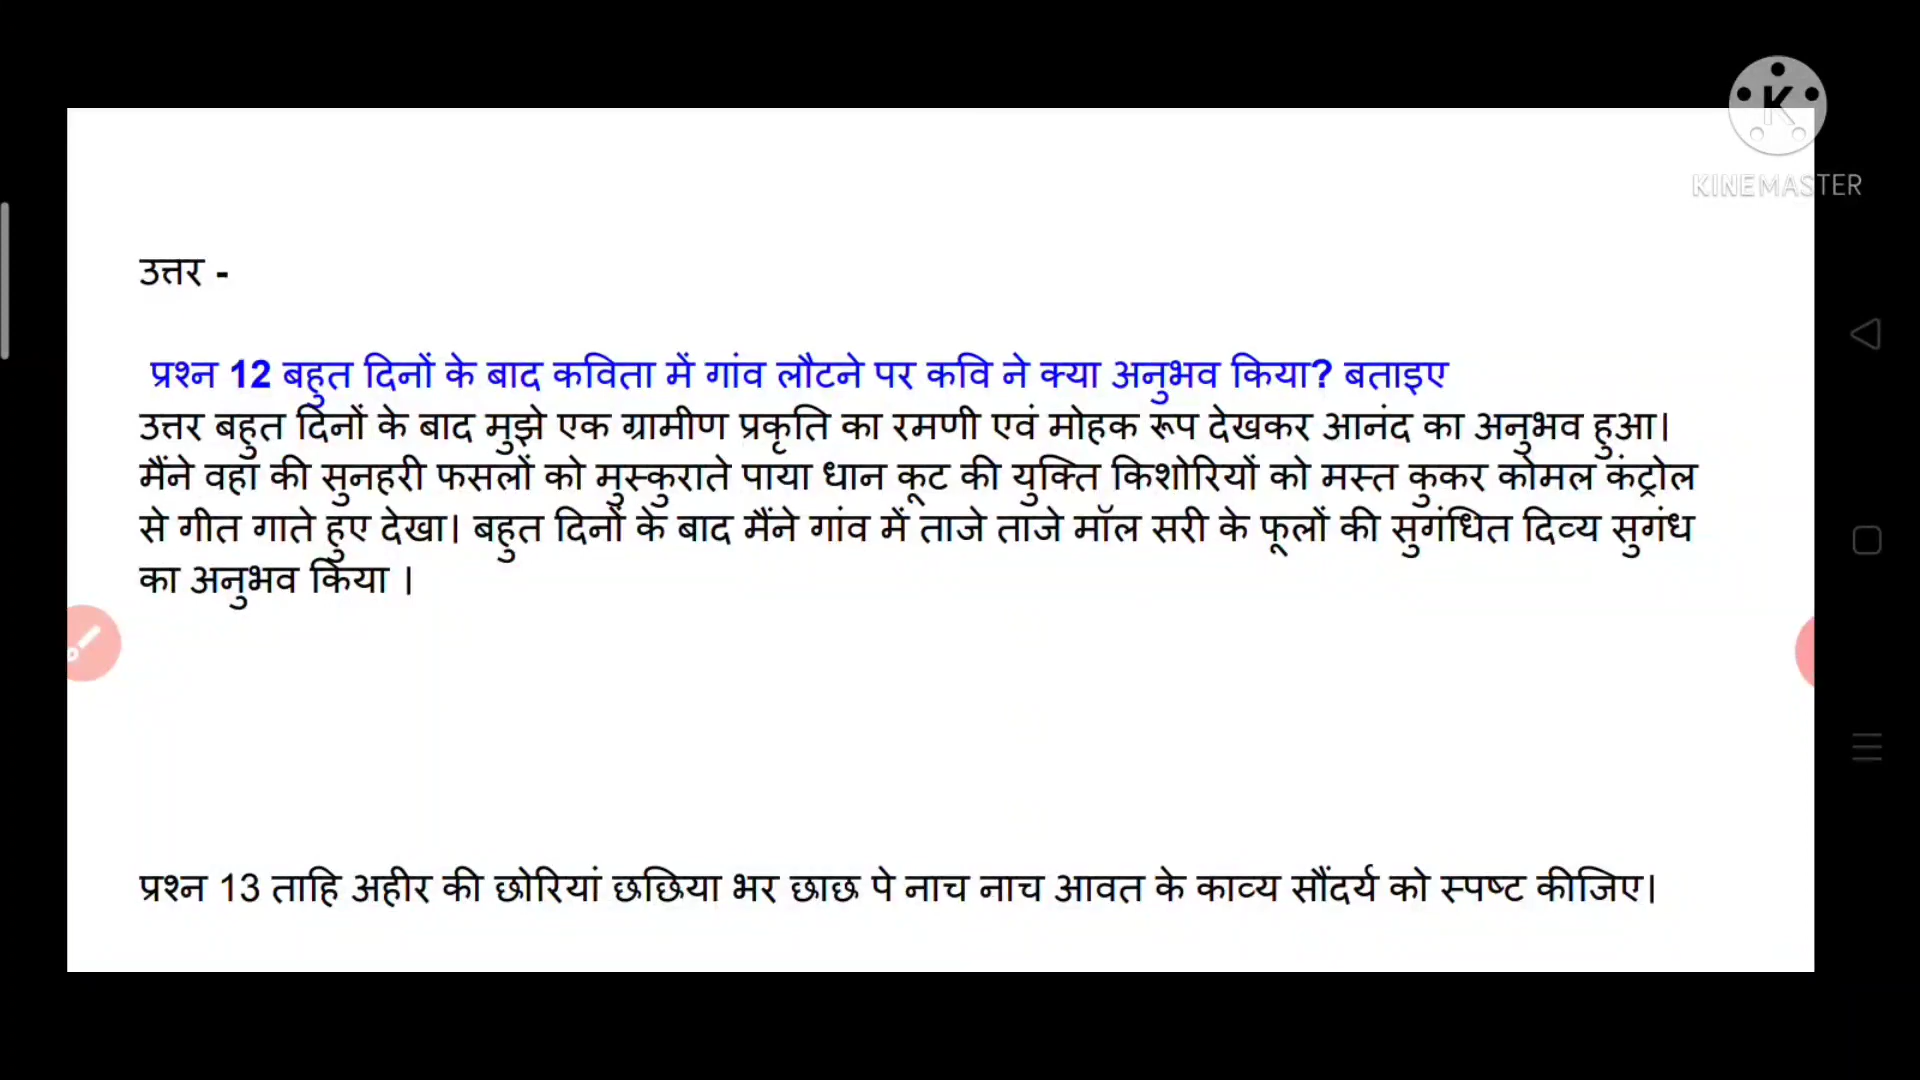 KINEMASTER
उत्तर -
प्रश्न 12 बहुत दिनों के बाद कविता में गांव लौटने पर कवि ने क्या अनुभव किया? बताइए
उत्तर बहुत दिनों के बाद मुझे एक ग्रामीण प्रकृति का रमणी एवं मोहक रूप देखकर आनंद का अनुभव हुआ।
मैंने वहा की सुनहरी फसलों को मुस्कुराते पाया धान कूट की युक्ति किशोरियों को मस्त कुकर कोमल कंट्रोल
से गीत गाते हुए देखा। बहुत दिनों के बाद मैंने गांव में ताजे ताजे मॉल सरी के फूलों की सुगंधित दिव्य सुगंध
का अनुभव किया ।
प्रश्न 13 ताहि अहीर की छोरियां छछिया भर छाछ पे नाच नाच आवत के काव्य सौंदर्य को स्पष्ट कीजिए।